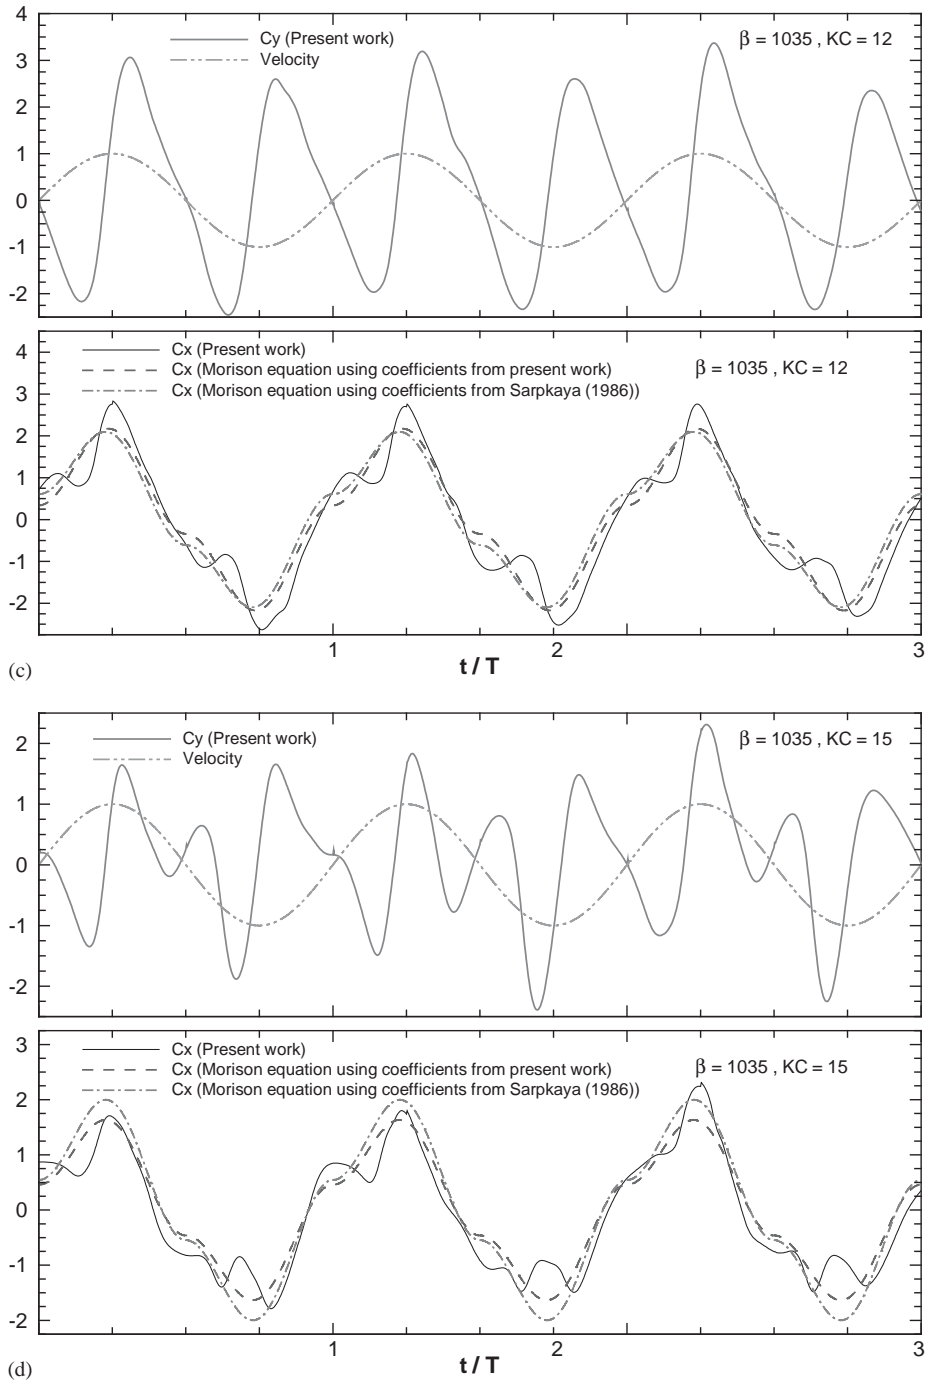 4
3
2
1
0
-1
-2
Cy (Present work)
Velocity
β = 1035 , KC = 12
4
3
2
1
0
-1
-2
Cx (Present work)
Cx (Morison equation using coefficients from present work)
Cx (Morison equation using coefficients from Sarpkaya (1986))
β = 1035 , KC = 12
1
2
3
t / T
(c)
2
1
0
-1
-2
Cy (Present work)
Velocity
β = 1035 , KC = 15
3
2
1
0
-1
-2
Cx (Present work)
Cx (Morison equation using coefficients from present work)
Cx (Morison equation using coefficients from Sarpkaya (1986))
β = 1035 , KC = 15
1
2
3
t / T
(d)